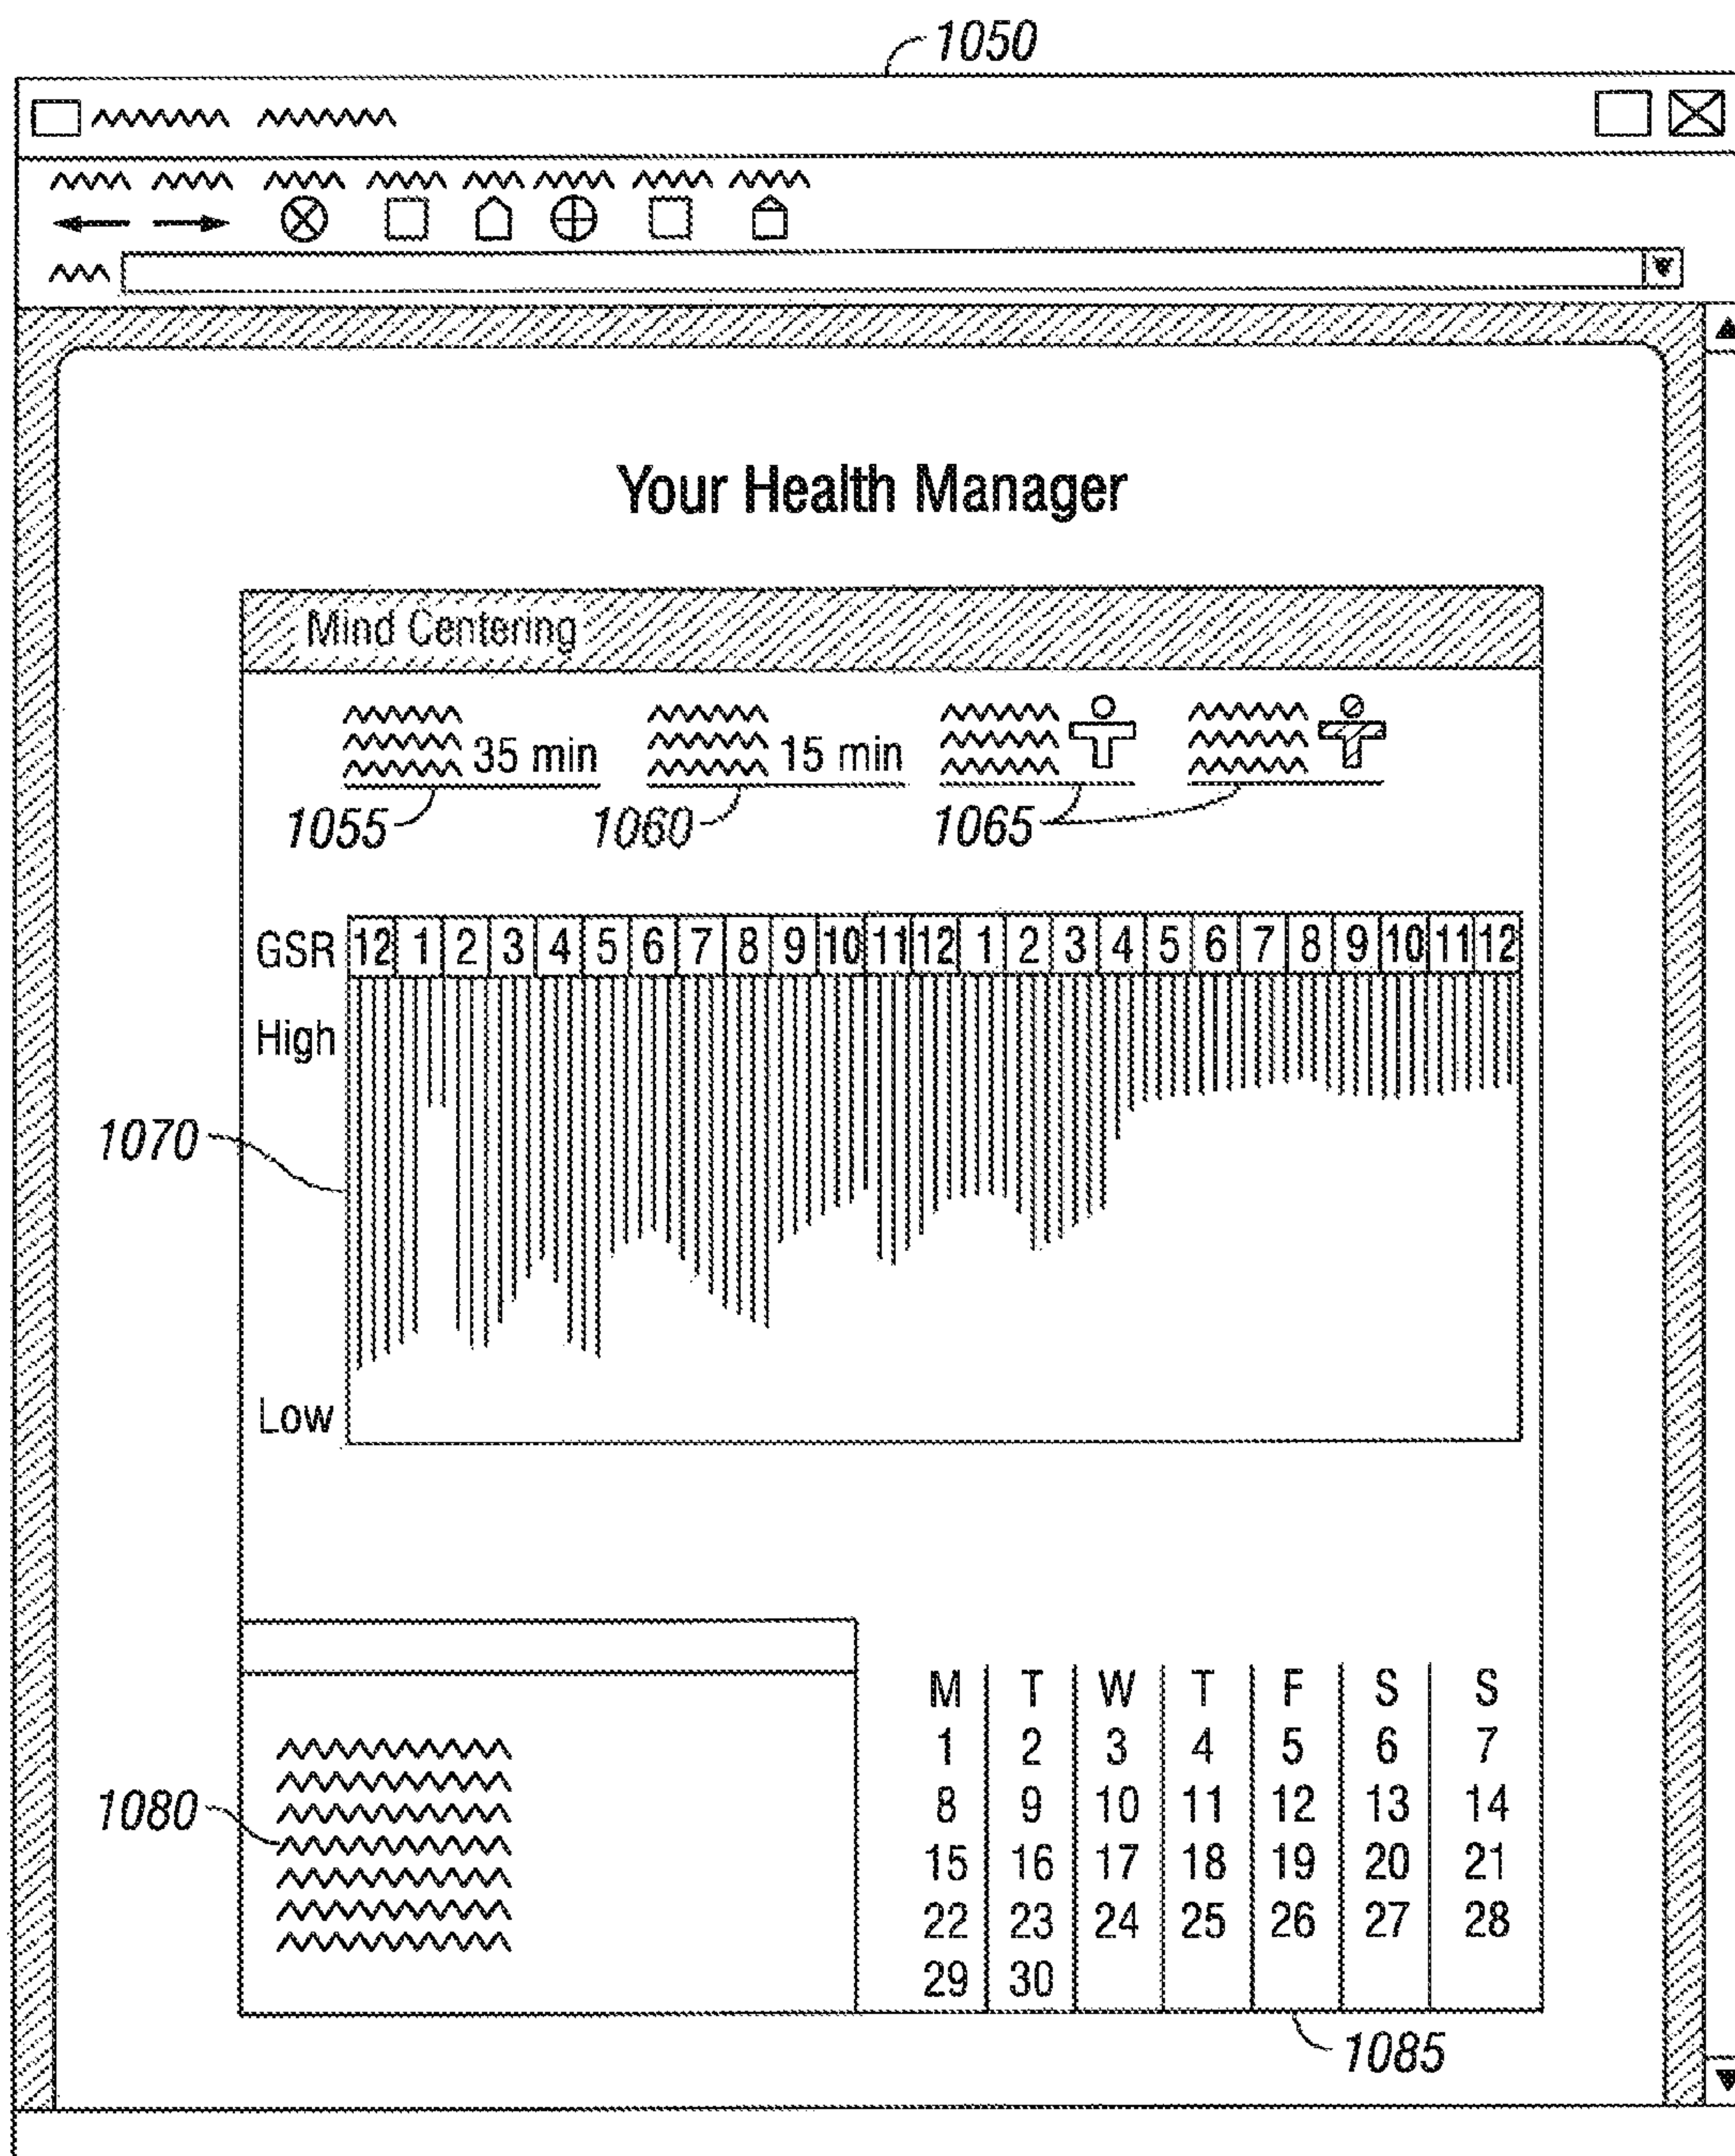 1050
Your Health Manager
Mind Centering
35 min 15 min
1055 1060 1065
GSR 12 1 2 3 4 5 6 7 8 9 10 11 12 1 2 3 4 5 6 7 8 9 10 11 12
High
1070
Low
M T W T F S S
1 2 3 4 5 6 7
1080 8 9 10 11 12 13 14
15 16 17 18 19 20 21
22 23 24 25 26 27 28
29 30
1085